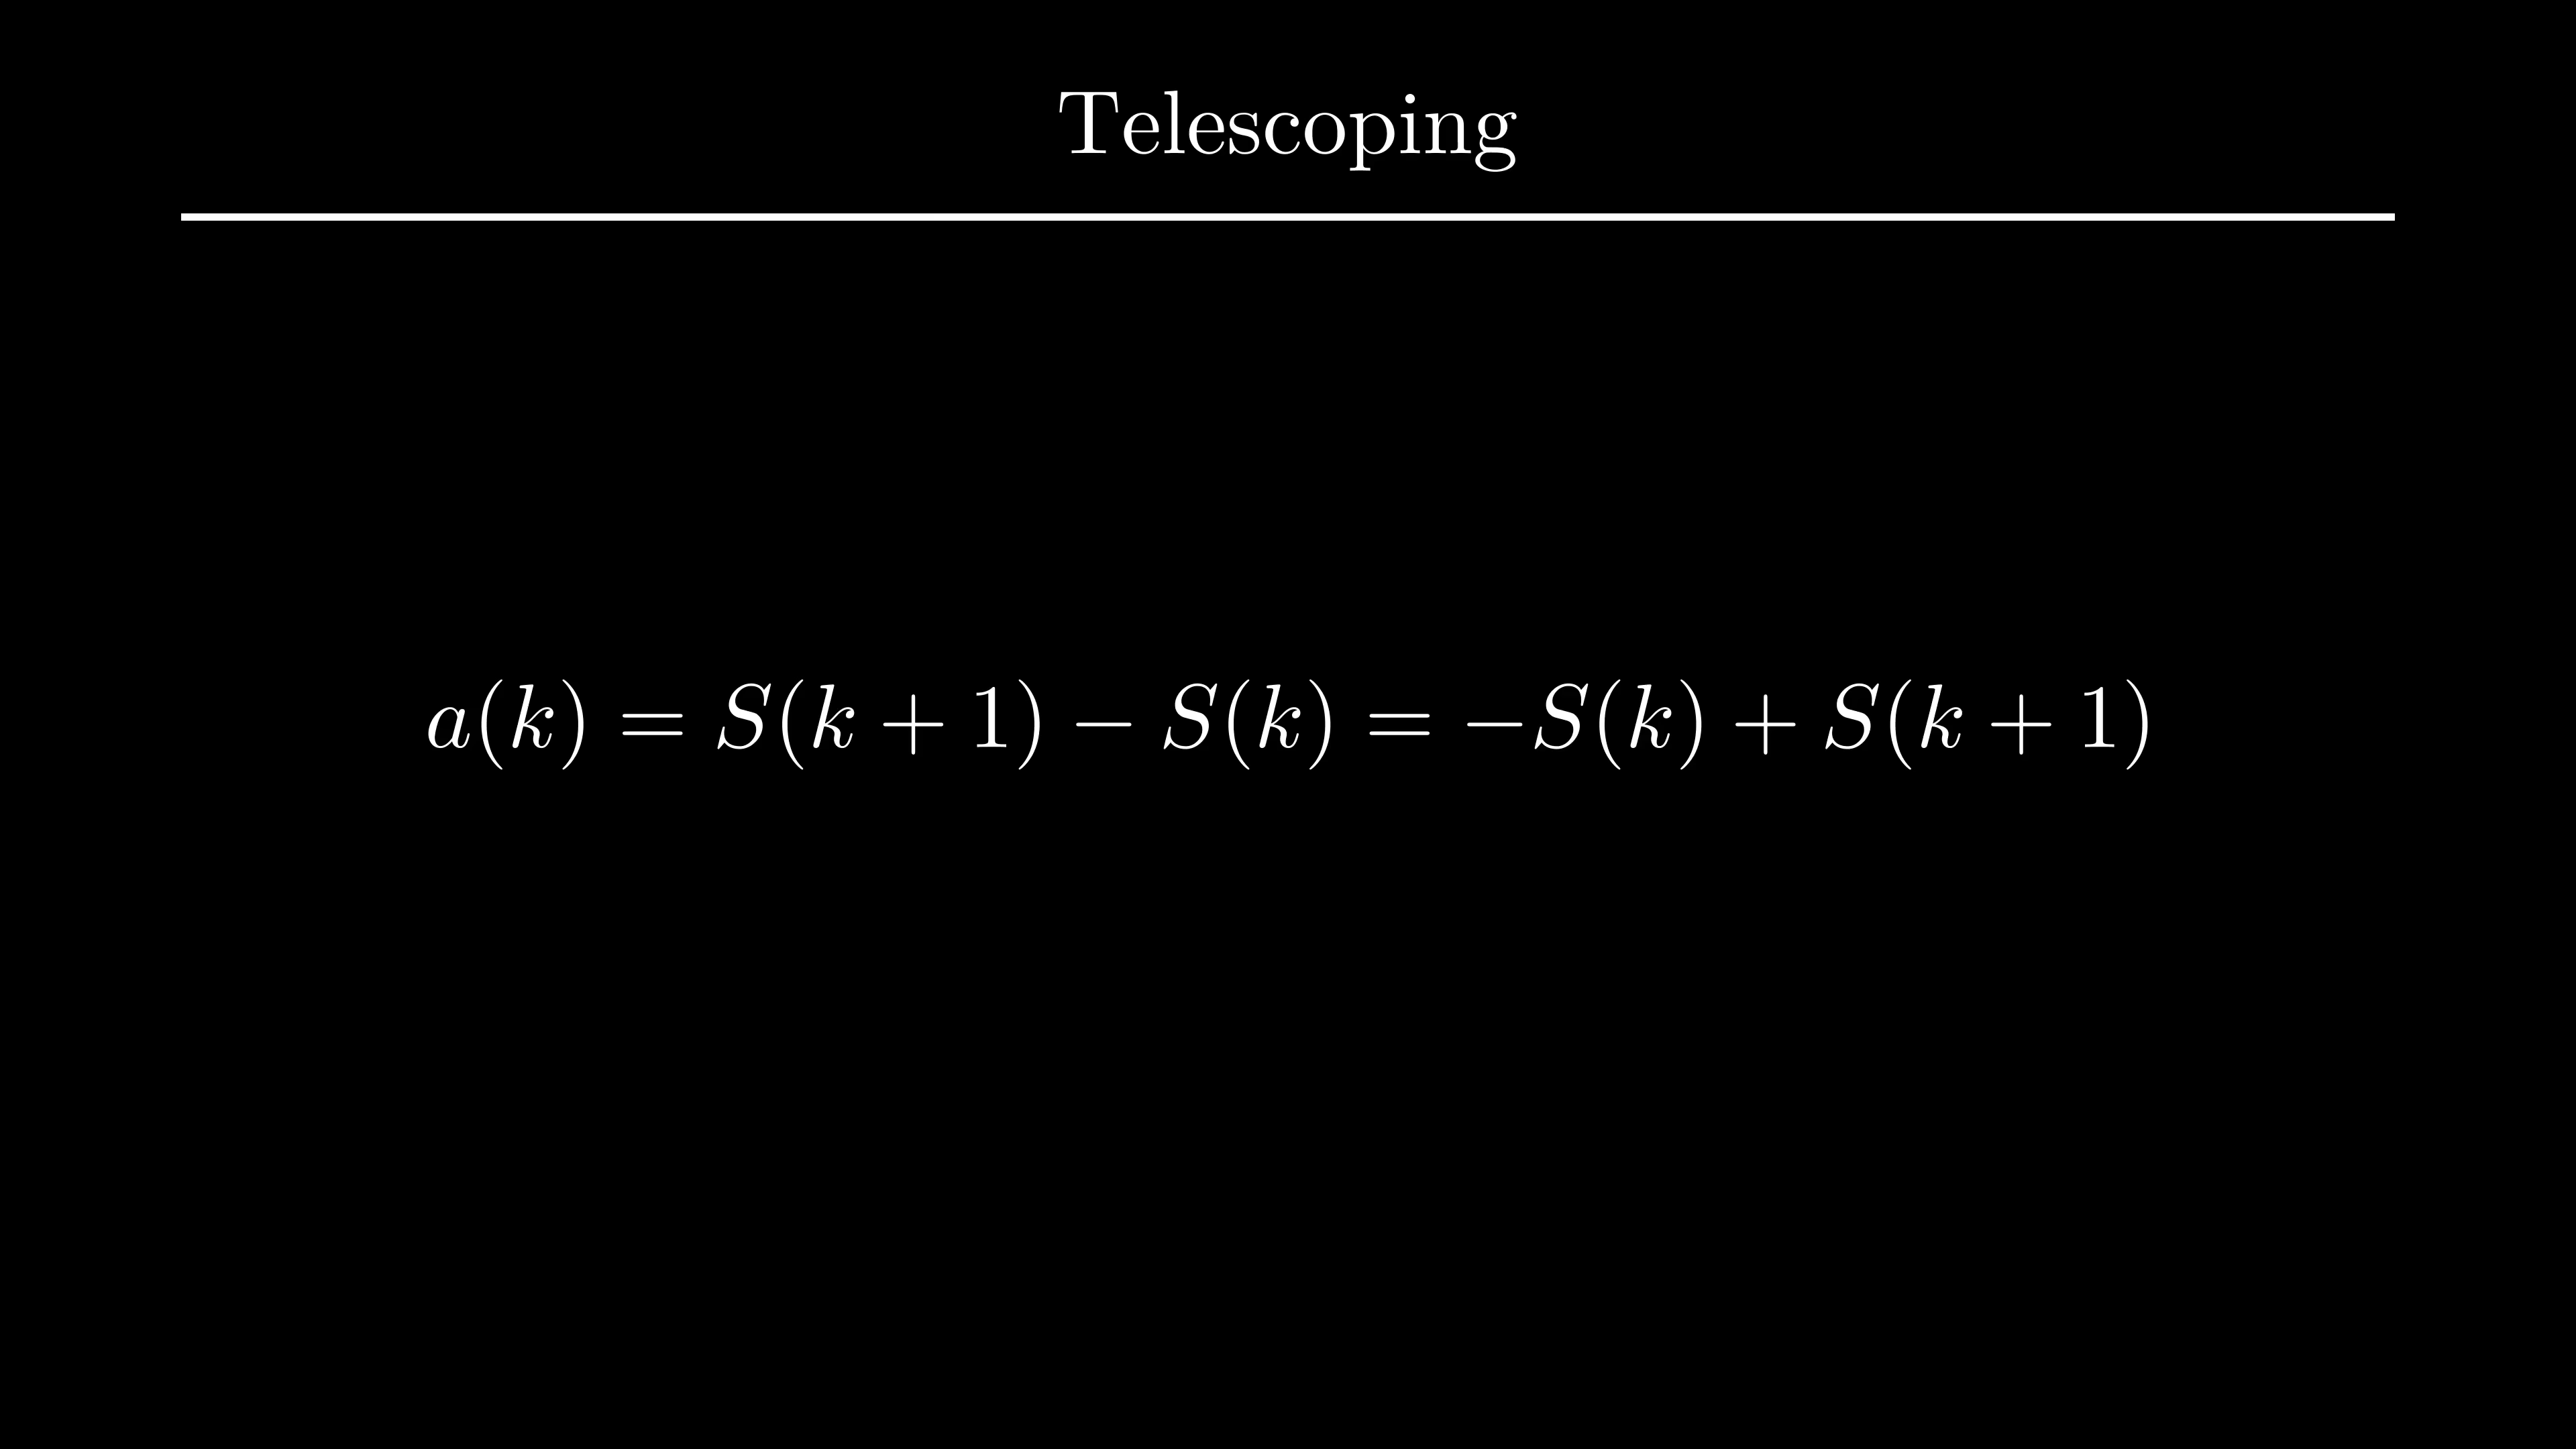 Telescoping
a(k) = S(k + 1) − S(k) = −S(k) + S(k + 1)